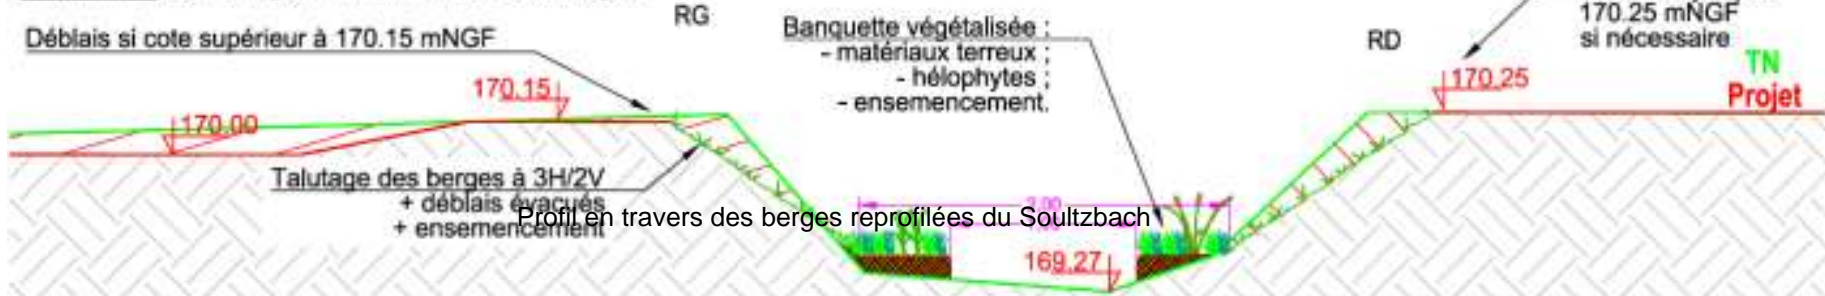 RG
Déblais si cote supérieur à 170.15 mNGF
Banquette végétalisée ;
- matériaux terreux ;
- hélophytes ;
- ensemencement.
RD
170.25 mNGF
si nécessaire
TN
Projet
170.15
170.25
170.00
Talutage des berges à 3H/2V
+ déblais évacués
+ ensemencement
Profil en travers des berges reprofilées du Soultzbach
169.27